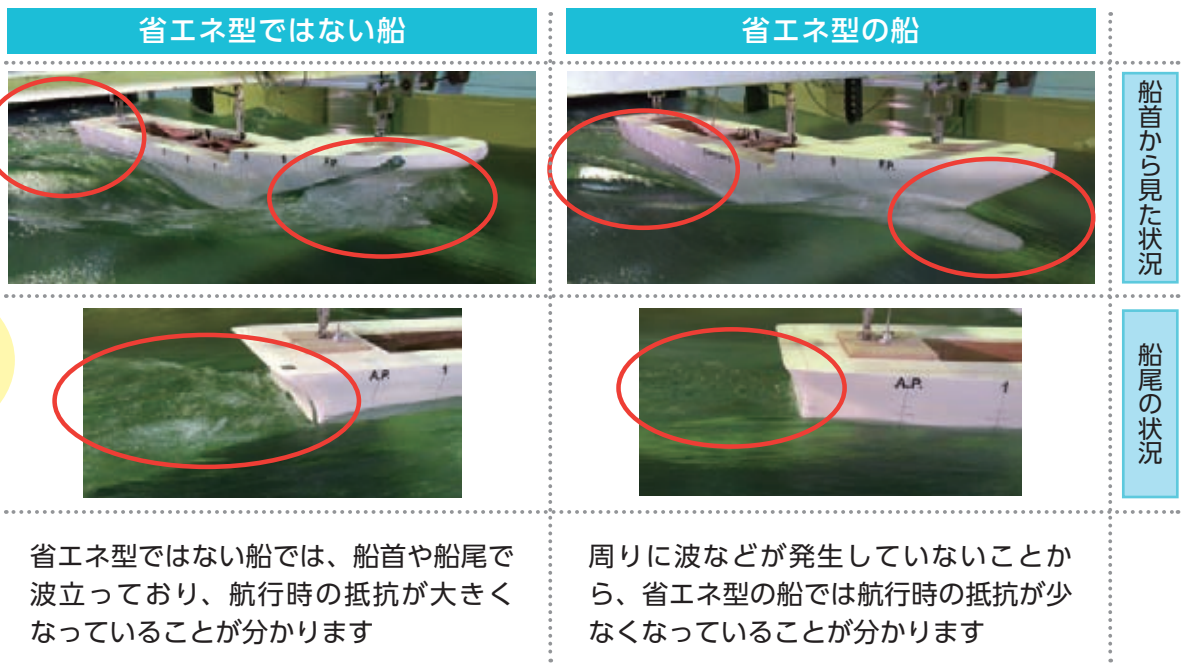 省エネ型ではない船
省エネ型の船
船首から見た状況
F.P.
F.P.
船尾の状況
A.P.
1
A.P.
1
省エネ型ではない船では、船首や船尾で
波立っており、航行時の抵抗が大きく
なっていることが分かります
周りに波などが発生していないことか
ら、省エネ型の船では航行時の抵抗が少
なくなっていることが分かります